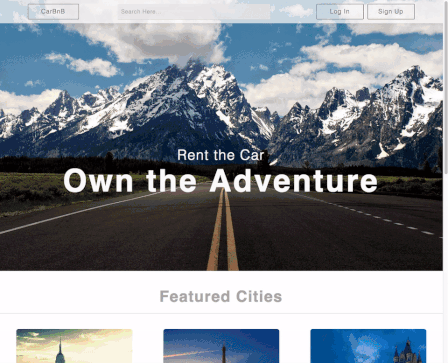 CarBnB
Search Here...
Log In
Sign Up
Rent the Car
Own the Adventure
Featured Cities